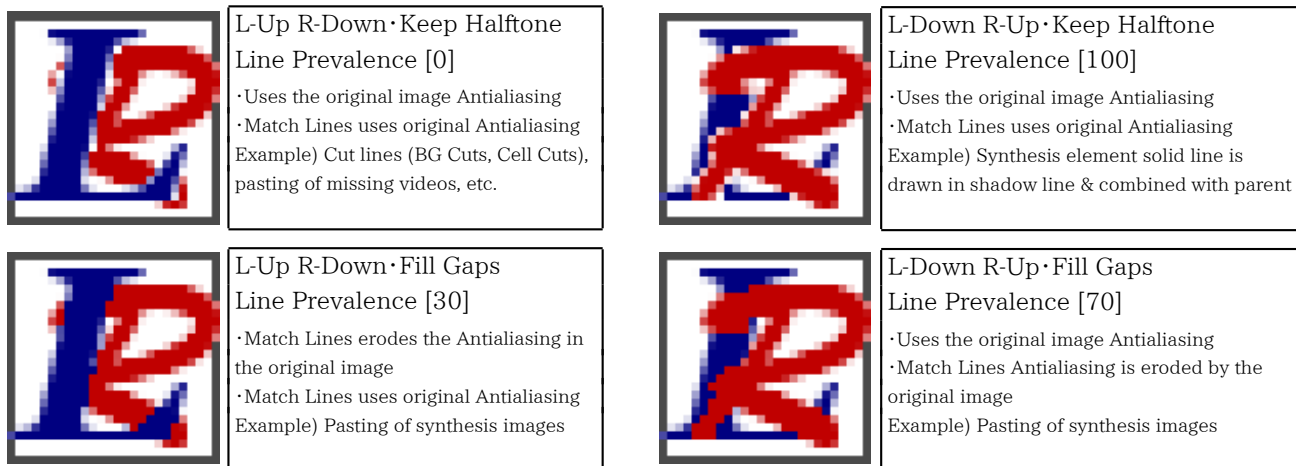 L-Up R-Down･Keep Halftone
Line Prevalence [0]
･Uses the original image Antialiasing
･Match Lines uses original Antialiasing
Example) Cut lines (BG Cuts, Cell Cuts),
pasting of missing videos, etc.
L-Down R-Up･Keep Halftone
Line Prevalence [100]
･Uses the original image Antialiasing
･Match Lines uses original Antialiasing
Example) Synthesis element solid line is
drawn in shadow line & combined with parent
L-Up R-Down･Fill Gaps
Line Prevalence [30]
･Match Lines erodes the Antialiasing in
the original image
･Match Lines uses original Antialiasing
Example) Pasting of synthesis images
L-Down R-Up･Fill Gaps
Line Prevalence [70]
･Uses the original image Antialiasing
･Match Lines Antialiasing is eroded by the
original image
Example) Pasting of synthesis images